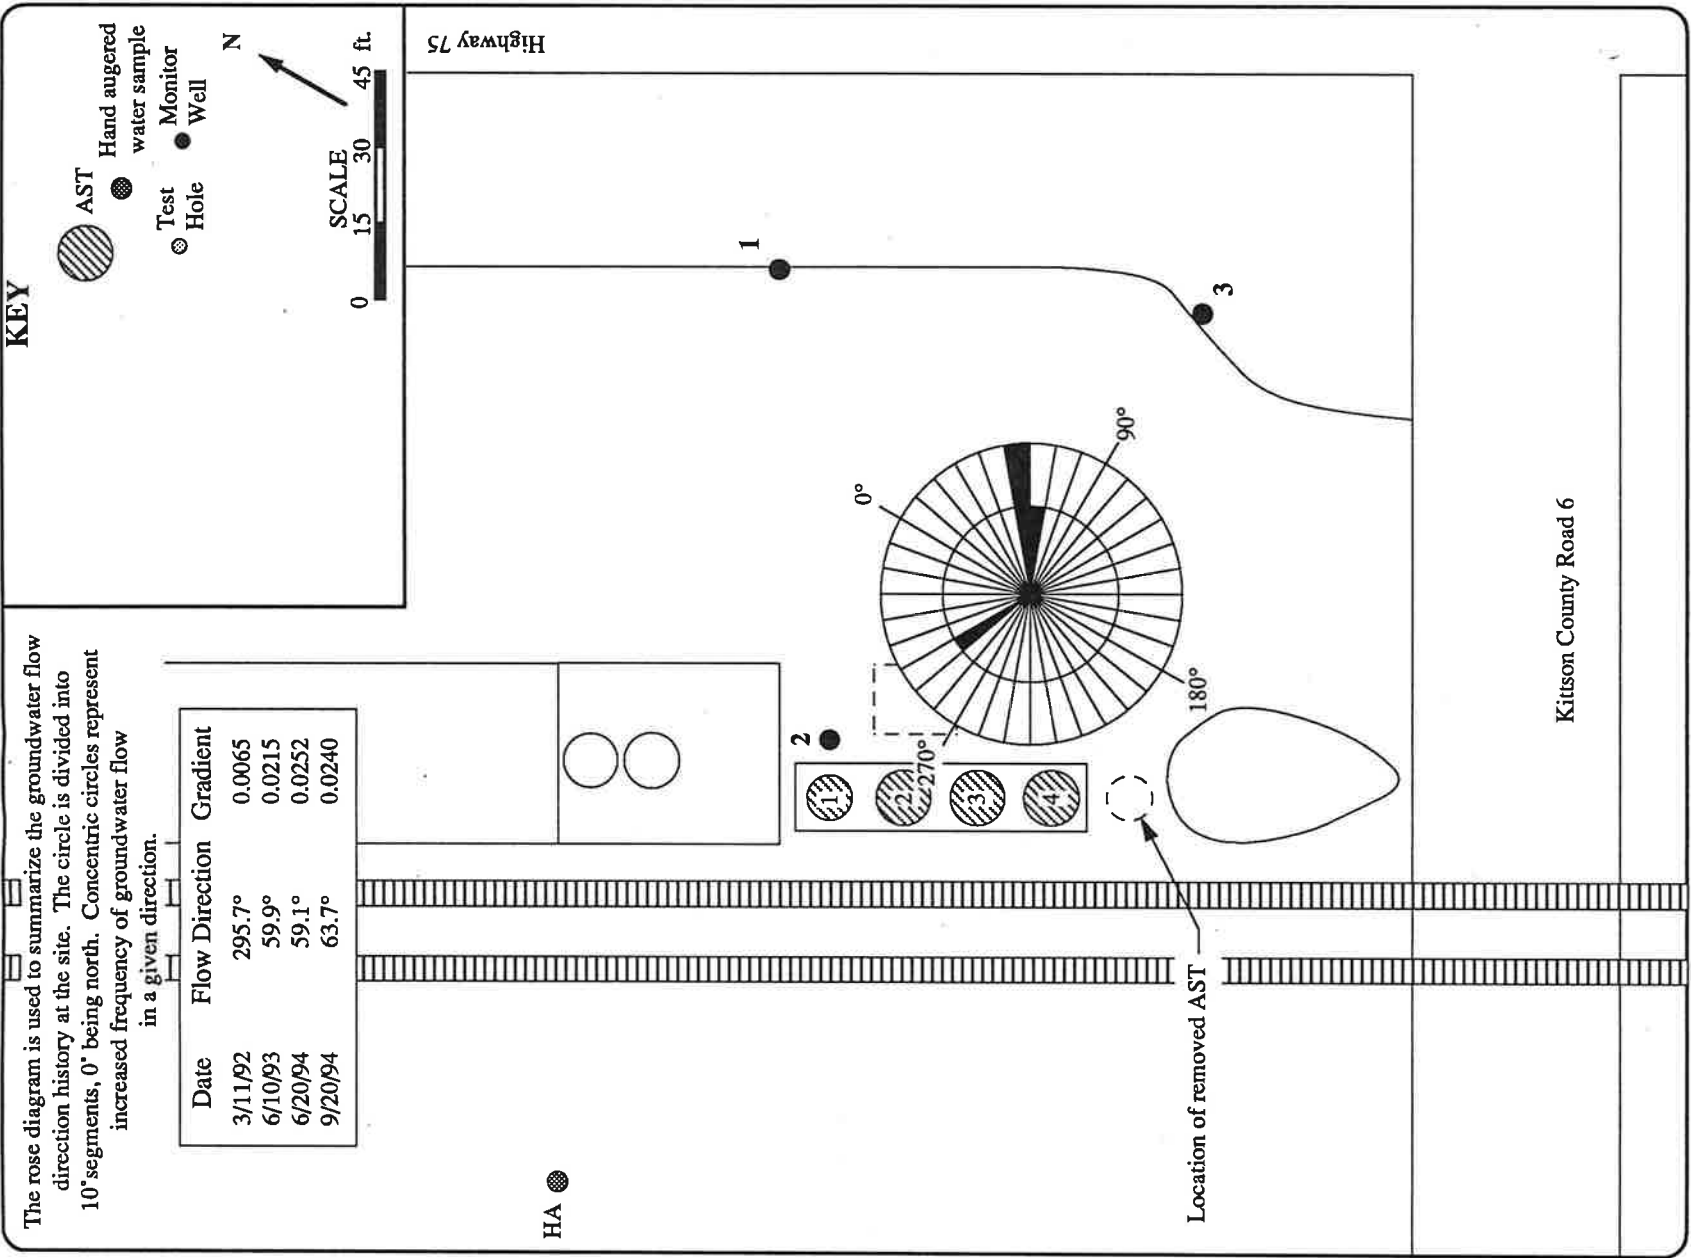 The rose diagram is used to summarize the groundwater flow
direction history at the site. The circle is divided into
10° segments, 0° being north. Concentric circles represent
increased frequency of groundwater flow
in a given direction.
Date Flow Direction Gradient
3/11/92 295.7° 0.0065
6/10/93 59.9° 0.0215
6/20/94 59.1° 0.0252
9/20/94 63.7° 0.0240
KEY
AST
Hand augered
water sample
Test
Hole
Monitor
Well
N
SCALE
0 15 30 45 ft.
Highway 75
HA
1
2
3
1
2
3
4
0°
90°
180°
270°
Location of removed AST
Kittson County Road 6